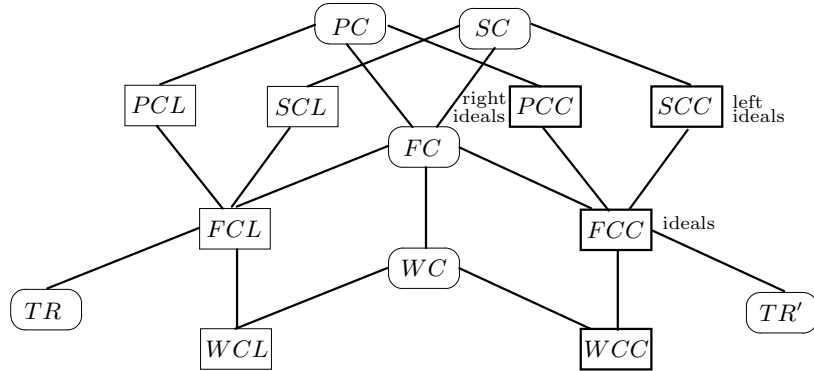 PC SC
PCL SCL right ideals PCC SCC left ideals
FC
FCL FCC ideals
WC
TR TR′
WCL WCC